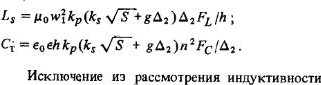 L_s = μ_0 w_1^2 k_p (k_s √S + gΔ_2) Δ_2 F_L / h ;
C_т = ε_0 e h k_p (k_s √S + gΔ_2) n^2 F_C / Δ_2 .
Исключение из рассмотрения индуктивности